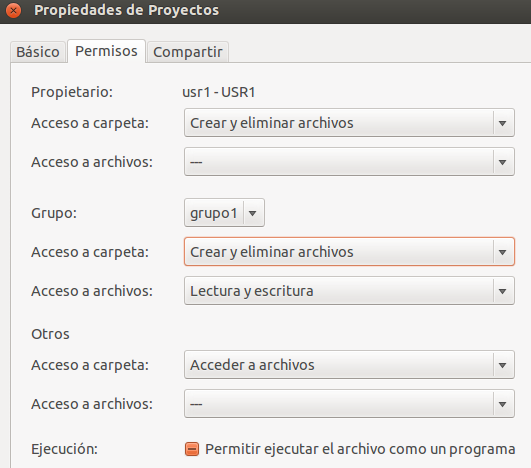 Propiedades de Proyectos
Básico Permisos Compartir
Propietario: usr1 - USR1
Acceso a carpeta: Crear y eliminar archivos
Acceso a archivos: ---
Grupo: grupo1
Acceso a carpeta: Crear y eliminar archivos
Acceso a archivos: Lectura y escritura
Otros
Acceso a carpeta: Acceder a archivos
Acceso a archivos: ---
Ejecución: Permitir ejecutar el archivo como un programa